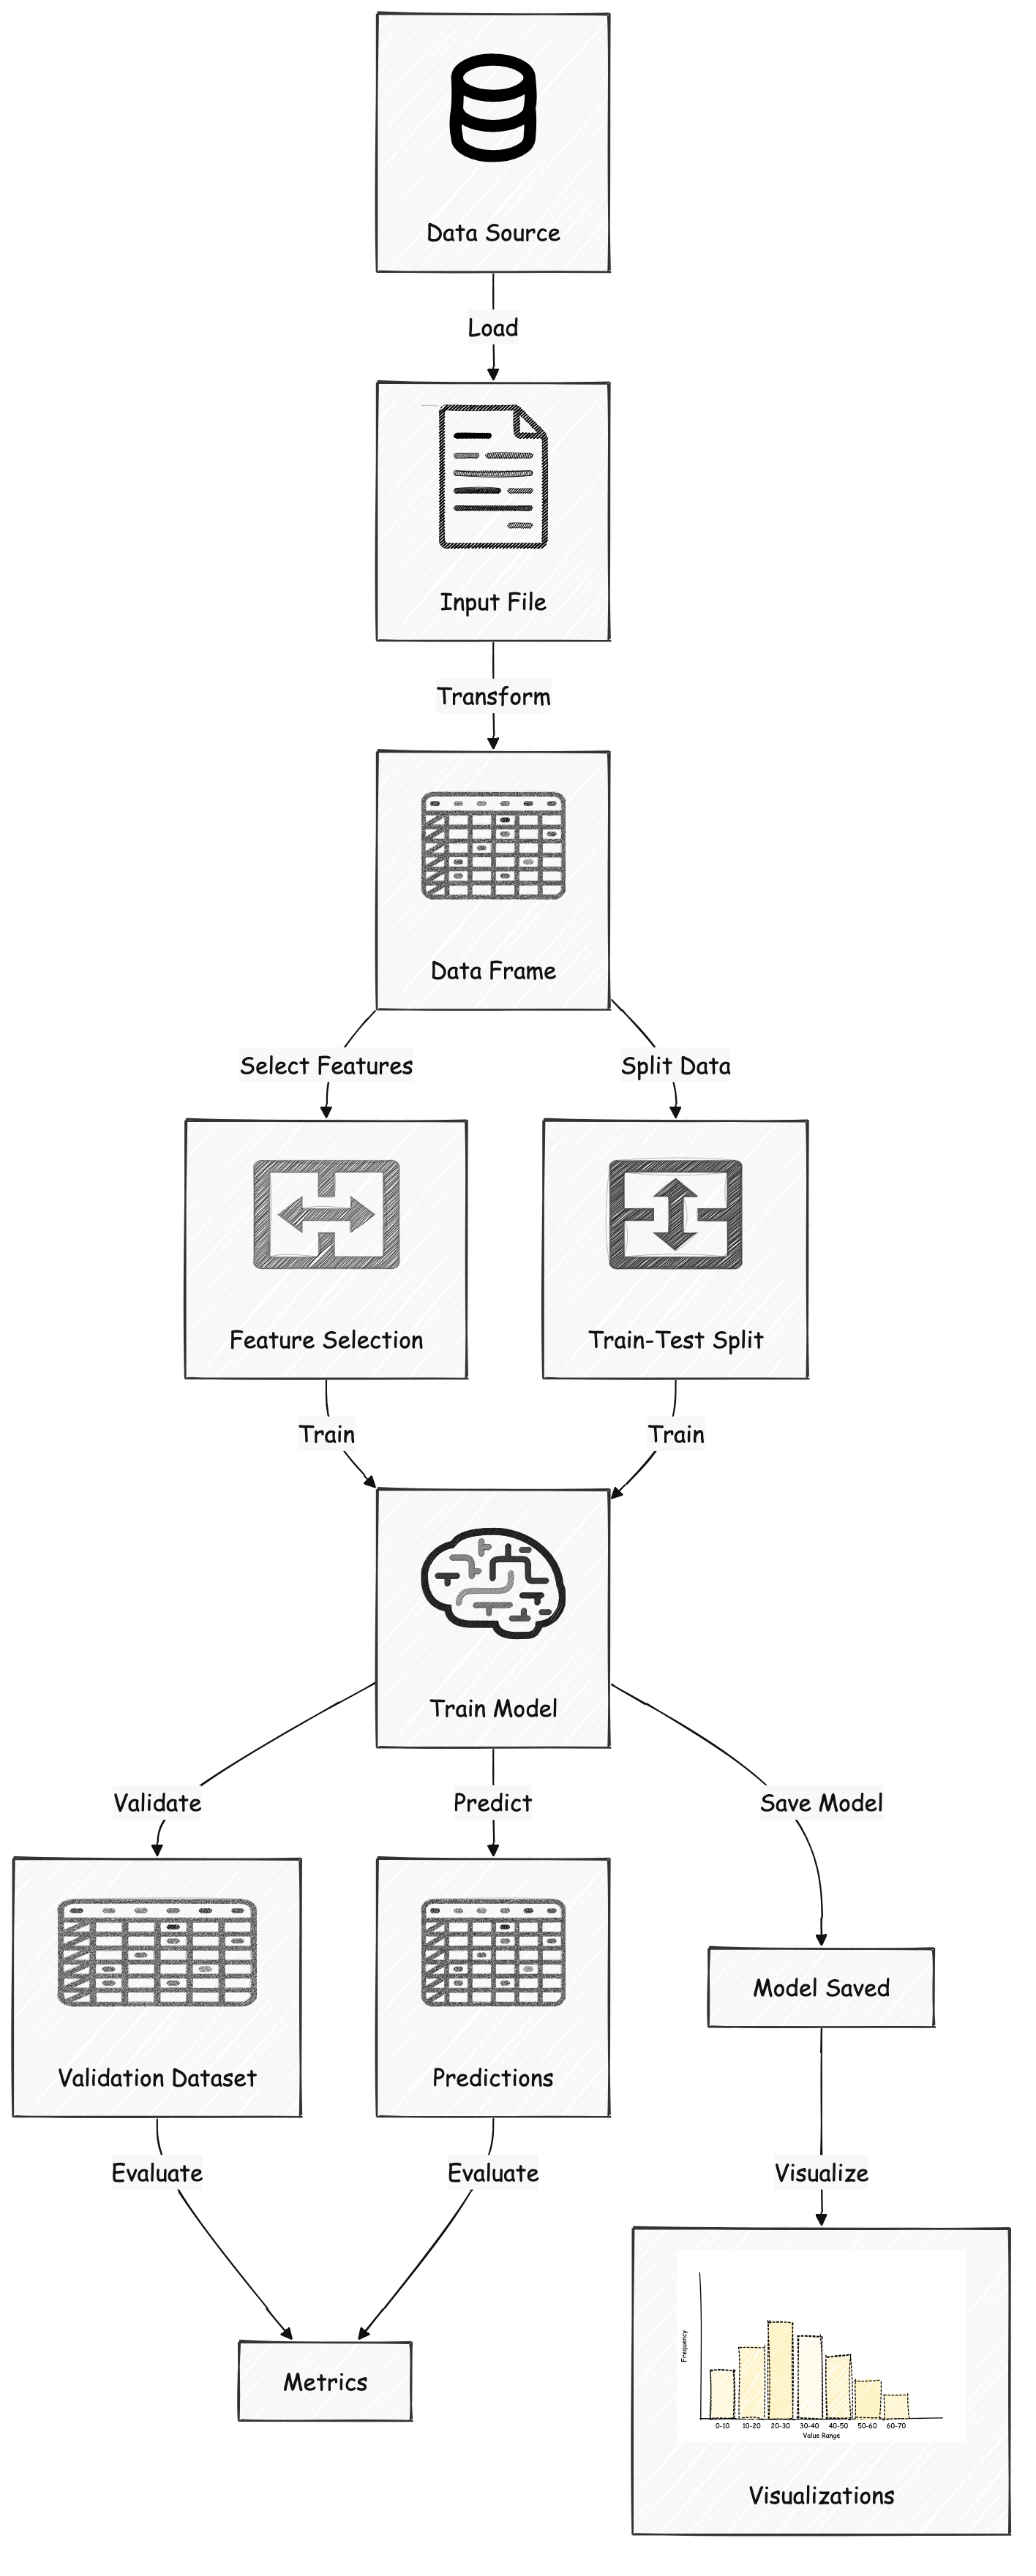 Data Source
Load
Input File
Transform
Data Frame
Select Features
Split Data
Feature Selection
Train-Test Split
Train
Train
Train Model
Validate
Predict
Save Model
Validation Dataset
Predictions
Model Saved
Evaluate
Evaluate
Visualize
Metrics
Frequency
0-10
10-20
20-30
30-40
40-50
50-60
60-70
Value Range
Visualizations